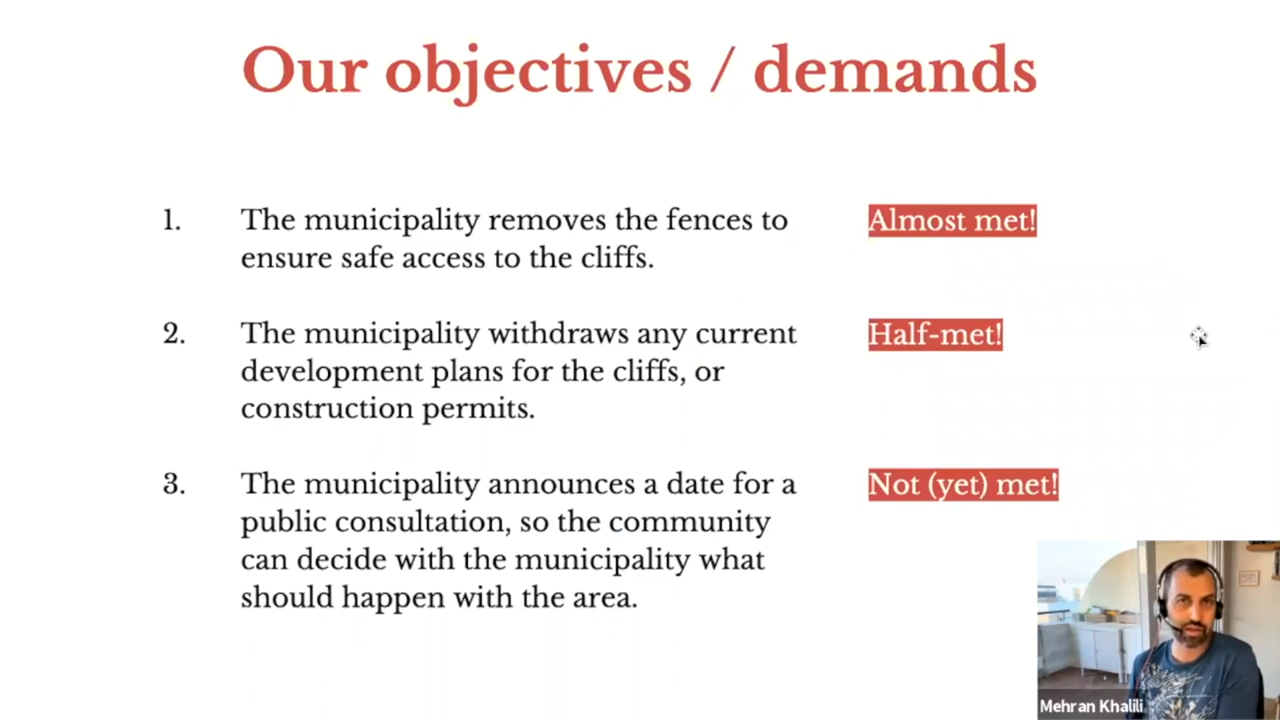 Our objectives / demands
1. The municipality removes the fences to
ensure safe access to the cliffs.
Almost met!
2. The municipality withdraws any current
development plans for the cliffs, or
construction permits.
Half-met!
3. The municipality announces a date for a
public consultation, so the community
can decide with the municipality what
should happen with the area.
Not (yet) met!
Mehran Khalili